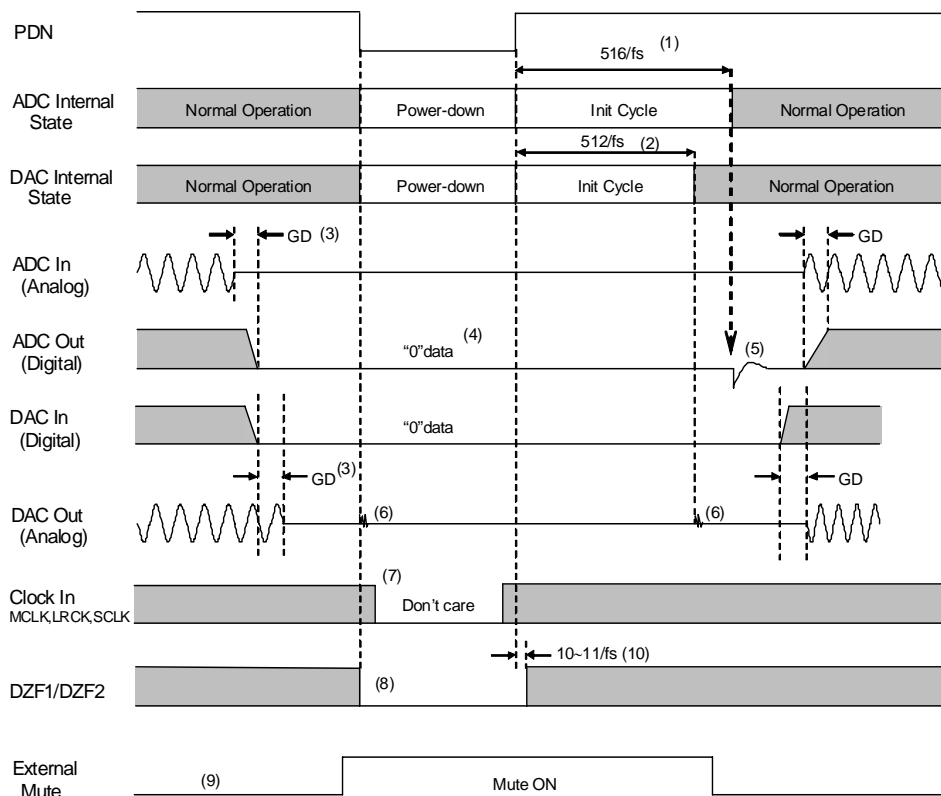 PDN
516/fs (1)
ADC Internal
State
Normal Operation Power-down Init Cycle Normal Operation
512/fs (2)
DAC Internal
State
Normal Operation Power-down Init Cycle Normal Operation
GD (3) GD
ADC In
(Analog)
ADC Out
(Digital)
“0”data (4) (5)
DAC In
(Digital)
“0”data
GD (3) GD
DAC Out
(Analog)
(6) (6)
Clock In
MCLK,LRCK,SCLK
(7) Don’t care
10~11/fs (10)
DZF1/DZF2 (8)
External
Mute
(9) Mute ON